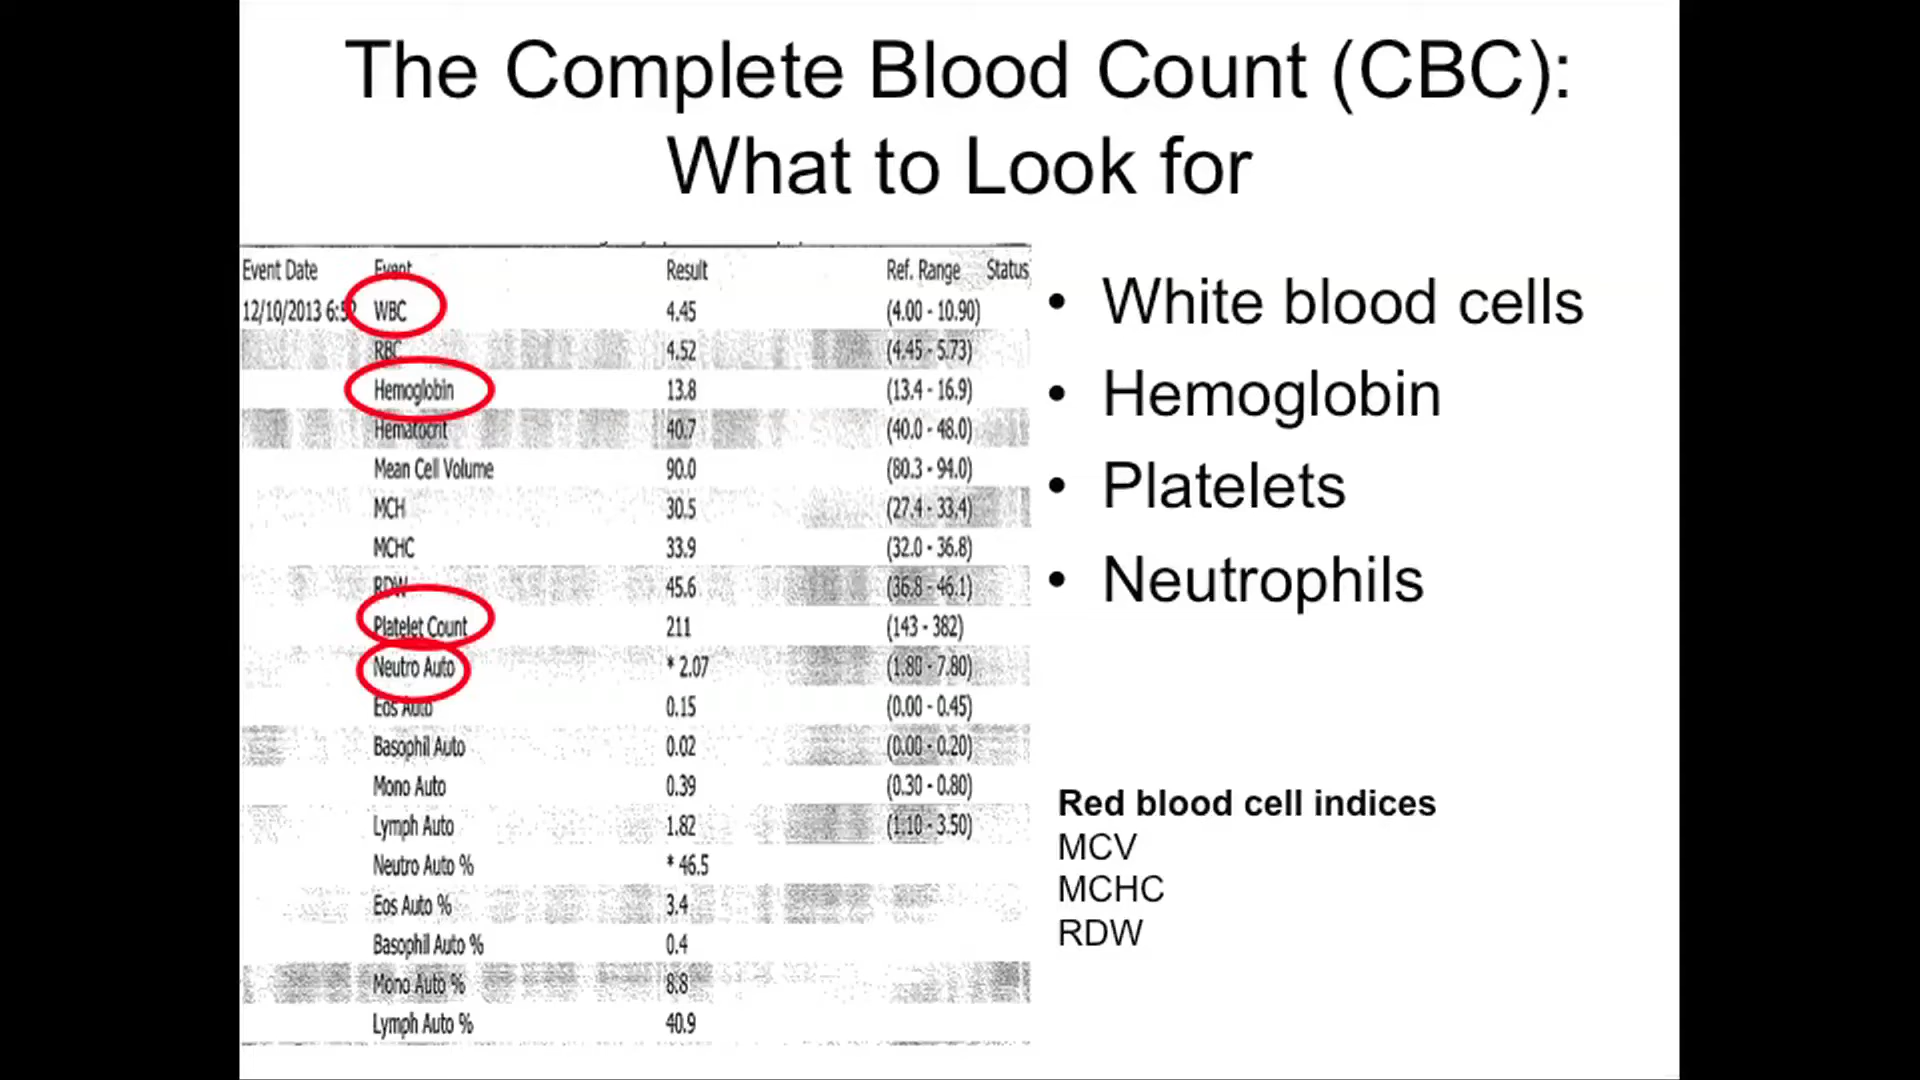 The Complete Blood Count (CBC):
What to Look for
Event Date Event Result Ref. Range Status
12/10/2013 6:52 WBC 4.45 (4.00 - 10.90)
RBC 4.52 (4.45 - 5.73)
Hemoglobin 13.8 (13.4 - 16.9)
Hematocrit 40.7 (40.0 - 48.0)
Mean Cell Volume 90.0 (80.3 - 94.0)
MCH 30.5 (27.4 - 33.4)
MCHC 33.9 (32.0 - 36.8)
RDW 45.6 (36.8 - 46.1)
Platelet Count 211 (143 - 382)
Neutro Auto * 2.07 (1.80 - 7.80)
Eos Auto 0.15 (0.00 - 0.45)
Basophil Auto 0.02 (0.00 - 0.20)
Mono Auto 0.39 (0.30 - 0.80)
Lymph Auto 1.82 (1.10 - 3.50)
Neutro Auto % * 46.5
Eos Auto % 3.4
Basophil Auto % 0.4
Mono Auto % 8.8
Lymph Auto % 40.9
• White blood cells
• Hemoglobin
• Platelets
• Neutrophils
Red blood cell indices
MCV
MCHC
RDW